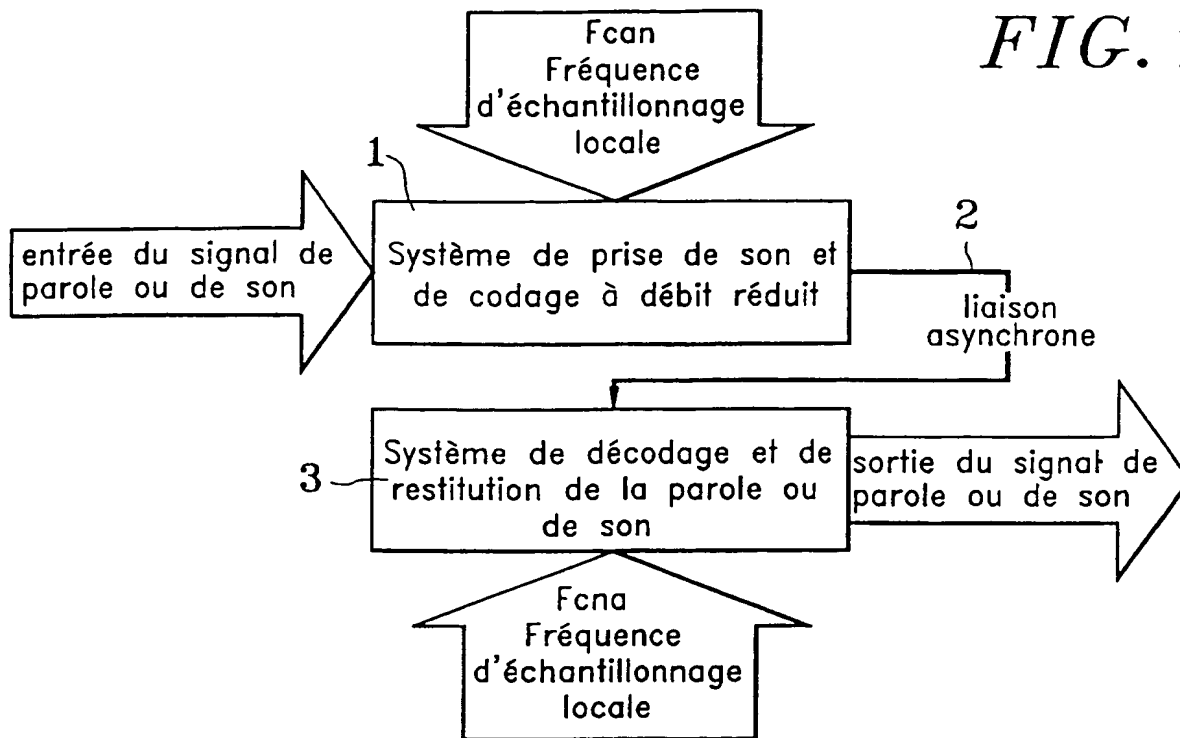 FIG.
Fcan
Fréquence
d'échantillonnage
locale
1
entrée du signal de
parole ou de son
Système de prise de son et
de codage à débit réduit
2
liaison
asynchrone
3
Système de décodage et de
restitution de la parole ou
de son
sortie du signal de
parole ou de son
Fcna
Fréquence
d'échantillonnage
locale